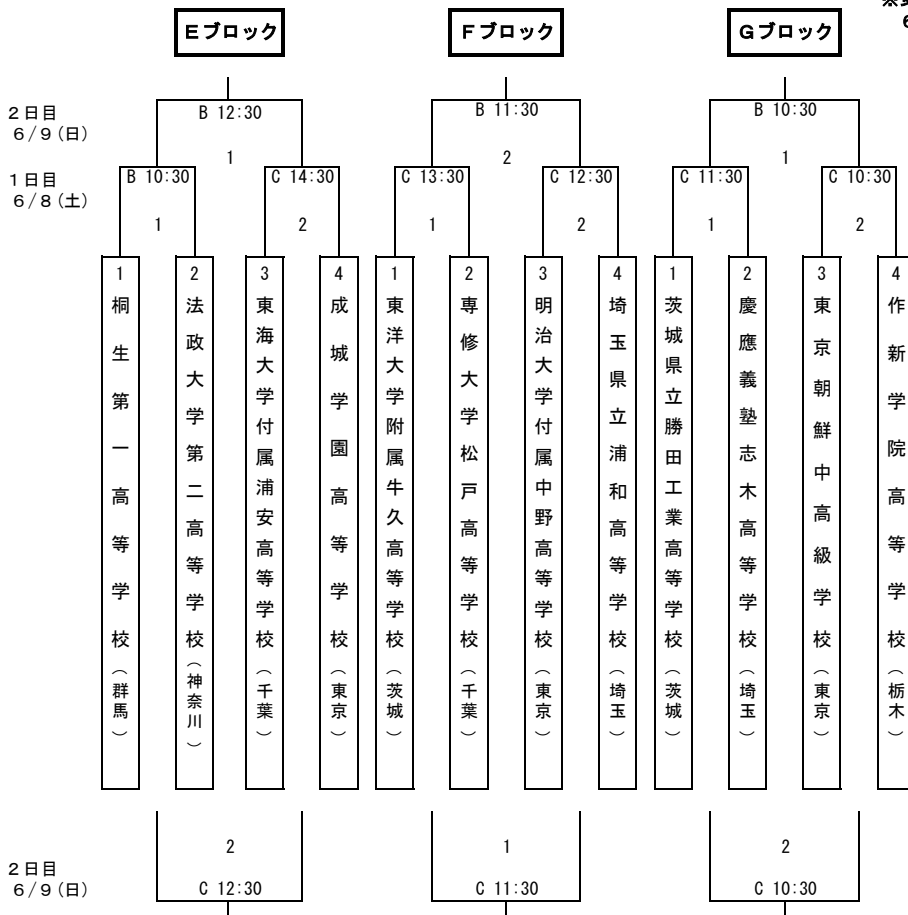 ※
6
Eブロック
Fブロック
Gブロック
2日目
6/9(日)
B 12:30
B 11:30
B 10:30
1
2
1
1日目
6/8(土)
B 10:30
C 14:30
C 13:30
C 12:30
C 11:30
C 10:30
1
2
1
2
1
2
1 桐生第一高等学校(群馬)
2 法政大学第二高等学校(神奈川)
3 東海大学付属浦安高等学校(千葉)
4 成城学園高等学校(東京)
1 東洋大学附属牛久高等学校(茨城)
2 専修大学松戸高等学校(千葉)
3 明治大学付属中野高等学校(東京)
4 埼玉県立浦和高等学校(埼玉)
1 茨城県立勝田工業高等学校(茨城)
2 慶應義塾志木高等学校(埼玉)
3 東京朝鮮中高級学校(東京)
4 作新学院高等学校(栃木)
2
1
2
2日目
6/9(日)
C 12:30
C 11:30
C 10:30